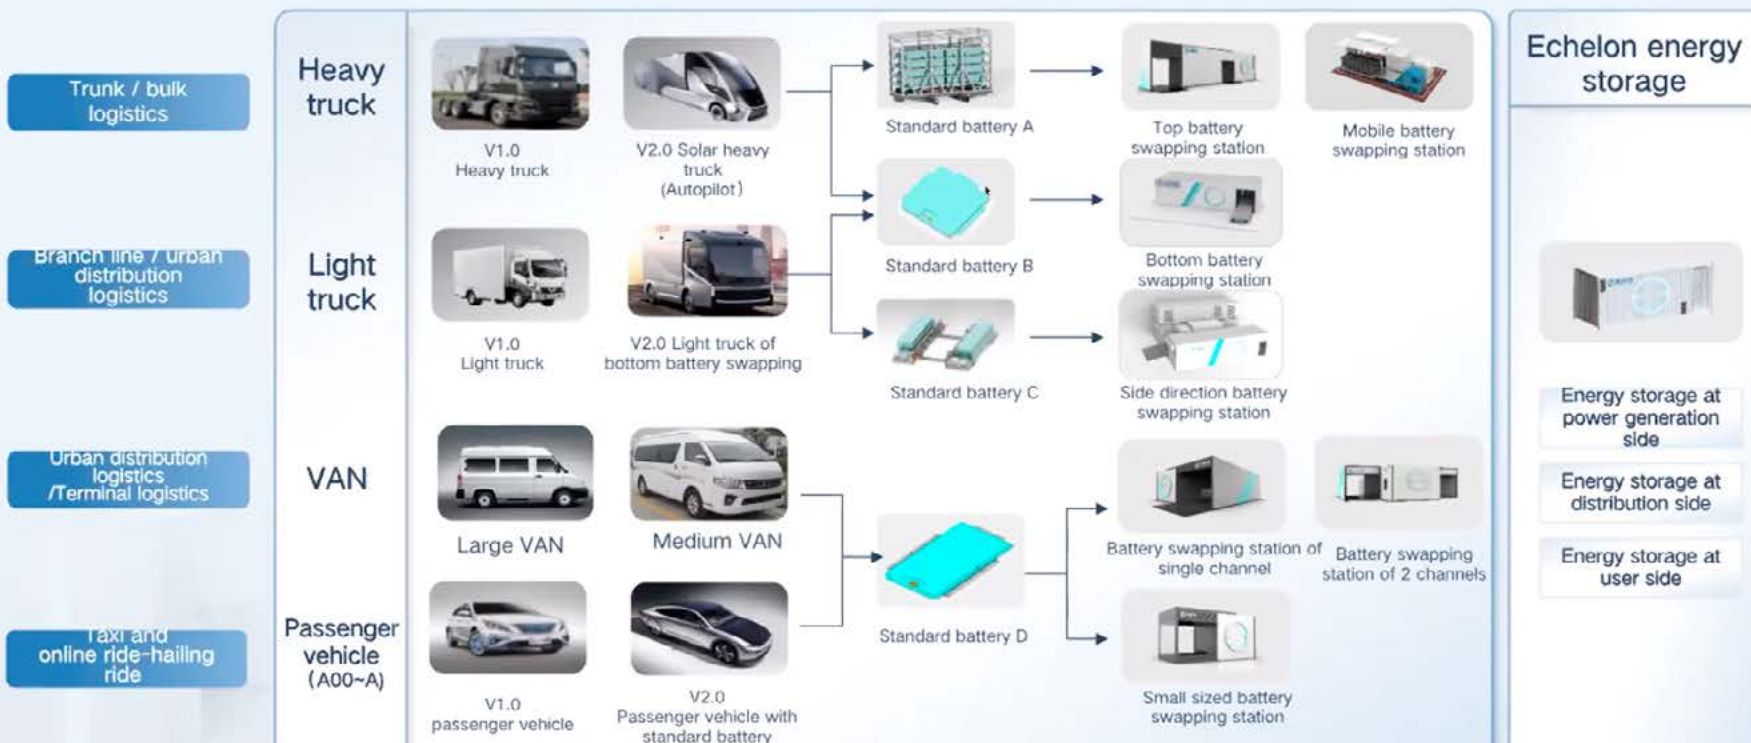 Trunk / bulk
logistics
Branch line / urban
distribution
logistics
Urban distribution
logistics
/Terminal logistics
Taxi and
online ride-hailing
ride
Heavy
truck
V1.0
Heavy truck
V2.0 Solar heavy
truck
(Autopilot)
Standard battery A
Top battery
swapping station
Mobile battery
swapping station
Light
truck
V1.0
Light truck
V2.0 Light truck of
bottom battery swapping
Standard battery B
Bottom battery
swapping station
Standard battery C
Side direction battery
swapping station
VAN
Large VAN
Medium VAN
Battery swapping station of
single channel
Battery swapping
station of 2 channels
Passenger
vehicle
(A00~A)
V1.0
passenger vehicle
V2.0
Passenger vehicle with
standard battery
Standard battery D
Small sized battery
swapping station
Echelon energy
storage
Energy storage at
power generation
side
Energy storage at
distribution side
Energy storage at
user side